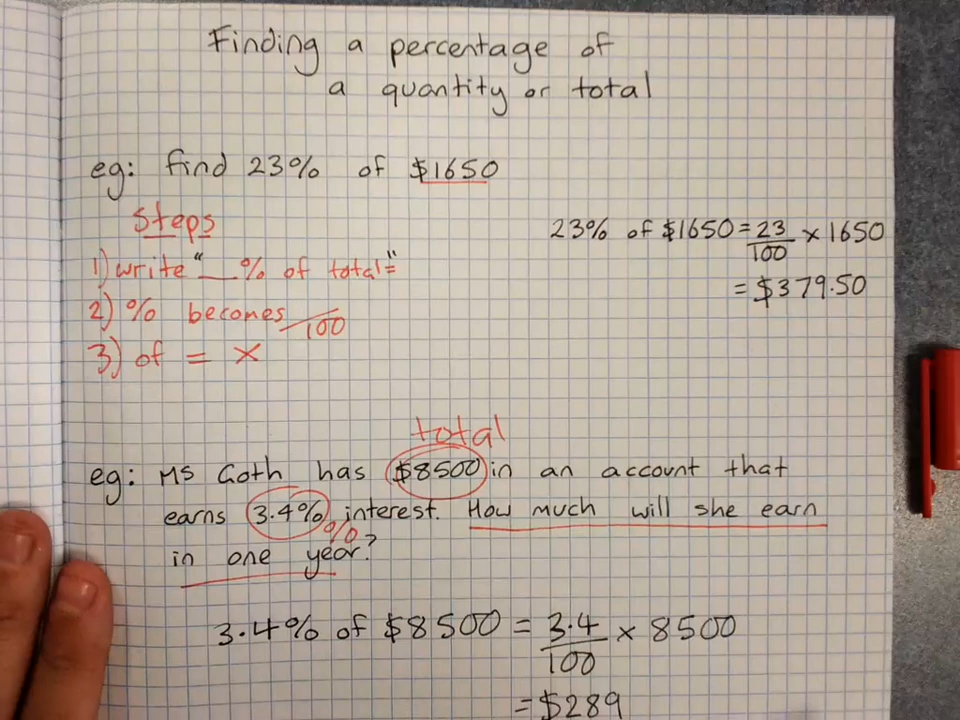 Finding a percentage of
a quantity or total
eg: find 23% of $1650
Steps
1) write "__% of total="
2) % becomes __/100
3) of = ×
23% of $1650 = 23/100 × 1650
= $379.50
total
eg: Ms Goth has $8500 in an account that
earns 3.4% interest. How much will she earn
%
in one year?
3.4% of $8500 = 3.4/100 × 8500
= $289